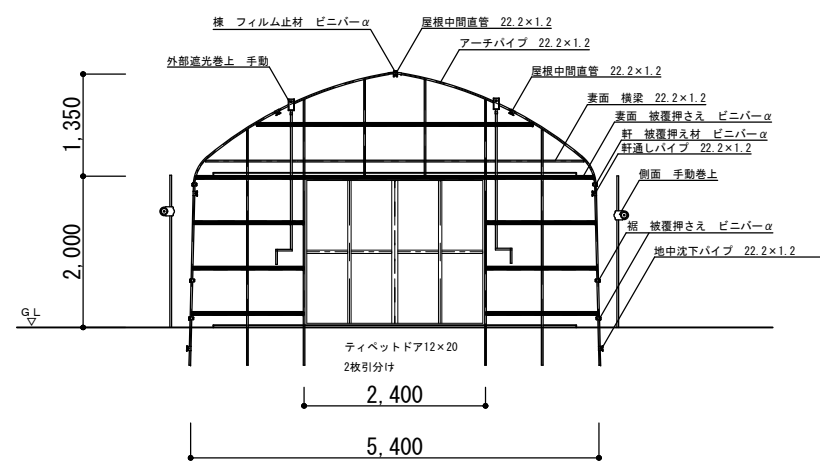 棟　フィルム止材　ビニバーα
屋根中間直管　22.2×1.2
アーチパイプ　22.2×1.2
外部遮光巻上　手動
屋根中間直管　22.2×1.2
妻面　横梁　22.2×1.2
妻面　被覆押さえ　ビニバーα
軒　被覆押え材　ビニバーα
軒通しパイプ　22.2×1.2
側面　手動巻上
裾　被覆押さえ　ビニバーα
地中沈下パイプ　22.2×1.2
1,350
2,000
GL
ティペットドア12×20
2枚引分け
2,400
5,400